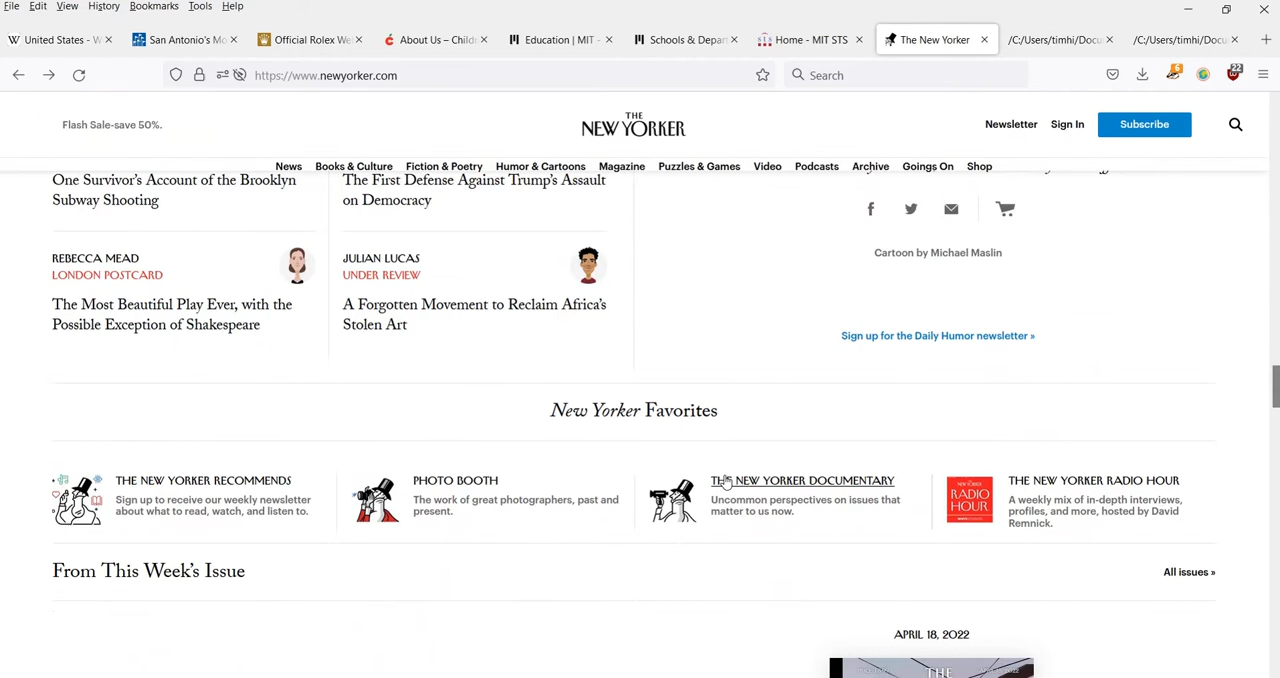 File Edit View History Bookmarks Tools Help
United States - W
San Antonio's Mo
Official Rolex We
About Us – Childr
Education | MIT -
Schools & Depart
Home - MIT STS
The New Yorker
/C:/Users/timhi/Docu
/C:/Users/timhi/Docu
https://www.newyorker.com
Search
6
22
Flash Sale-save 50%.
THE
NEW YORKER
Newsletter Sign In Subscribe
News Books & Culture Fiction & Poetry Humor & Cartoons Magazine Puzzles & Games Video Podcasts Archive Goings On Shop
One Survivor's Account of the Brooklyn
Subway Shooting
The First Defense Against Trump's Assault
on Democracy
REBECCA MEAD
LONDON POSTCARD
The Most Beautiful Play Ever, with the
Possible Exception of Shakespeare
JULIAN LUCAS
UNDER REVIEW
A Forgotten Movement to Reclaim Africa's
Stolen Art
Cartoon by Michael Maslin
Sign up for the Daily Humor newsletter »
New Yorker Favorites
THE NEW YORKER RECOMMENDS
Sign up to receive our weekly newsletter
about what to read, watch, and listen to.
PHOTO BOOTH
The work of great photographers, past and
present.
THE NEW YORKER DOCUMENTARY
Uncommon perspectives on issues that
matter to us now.
RADIO
HOUR
THE NEW YORKER RADIO HOUR
A weekly mix of in-depth interviews,
profiles, and more, hosted by David
Remnick.
From This Week's Issue
All issues »
APRIL 18, 2022
THE